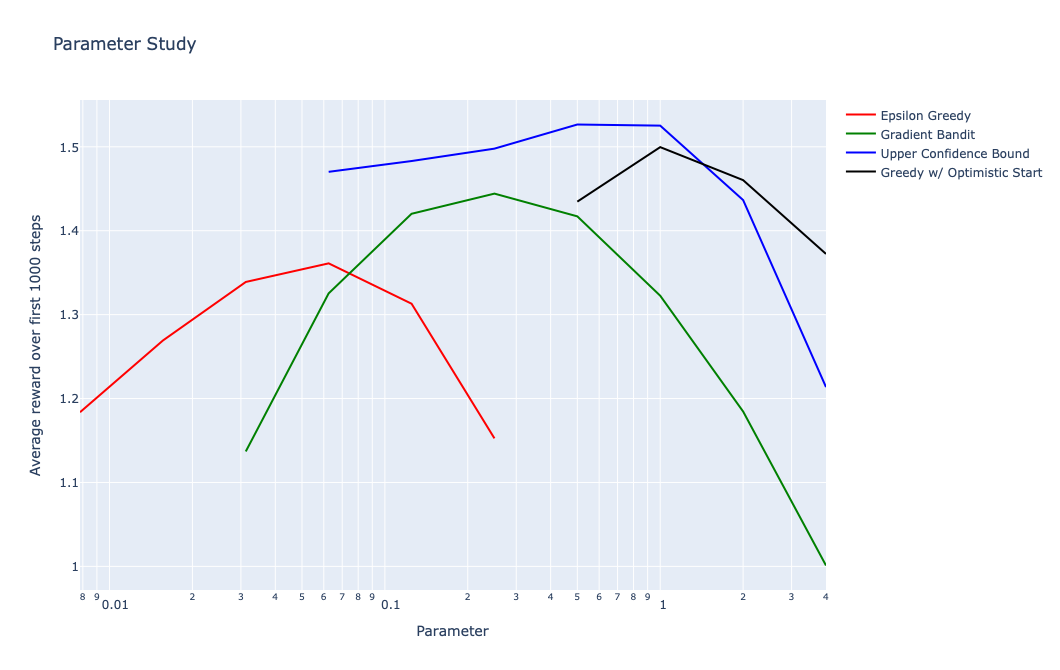 Parameter Study
Epsilon Greedy
Gradient Bandit
Upper Confidence Bound
Greedy w/ Optimistic Start
Average reward over first 1000 steps
1.5
1.4
1.3
1.2
1.1
1
8 9 0.01 2 3 4 5 6 7 8 9 0.1 2 3 4 5 6 7 8 9 1 2 3 4
Parameter